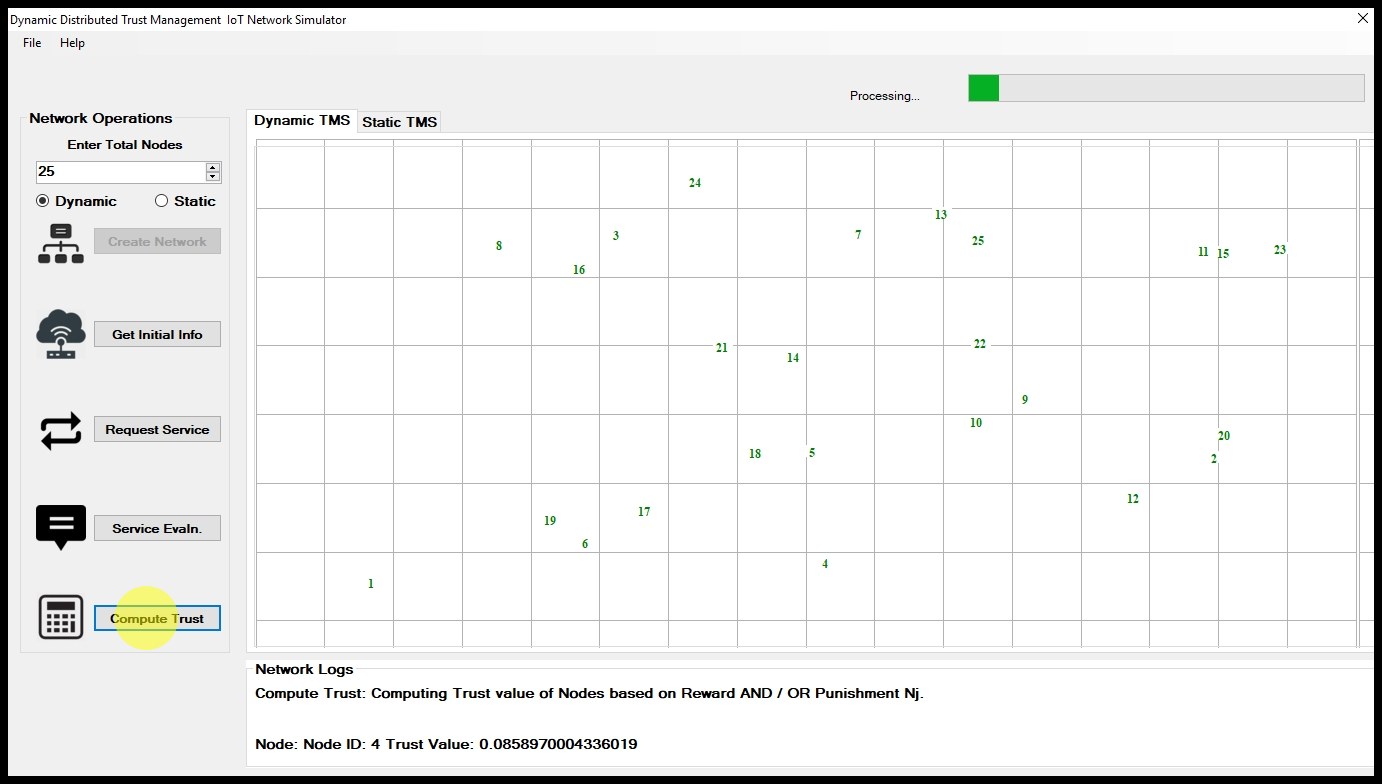 Dynamic Distributed Trust Management IoT Network Simulator
File Help
Processing...
Network Operations
Enter Total Nodes
25
Dynamic Static
Create Network
Get Initial Info
Request Service
Service Evaln.
Compute Trust
Dynamic TMS Static TMS
24
13
8 3 7 25 11 15 23
16
21 14 22
9
10
18 5 20
2
12
19 17
6
4
1
Network Logs
Compute Trust: Computing Trust value of Nodes based on Reward AND / OR Punishment Nj.
Node: Node ID: 4 Trust Value: 0.0858970004336019